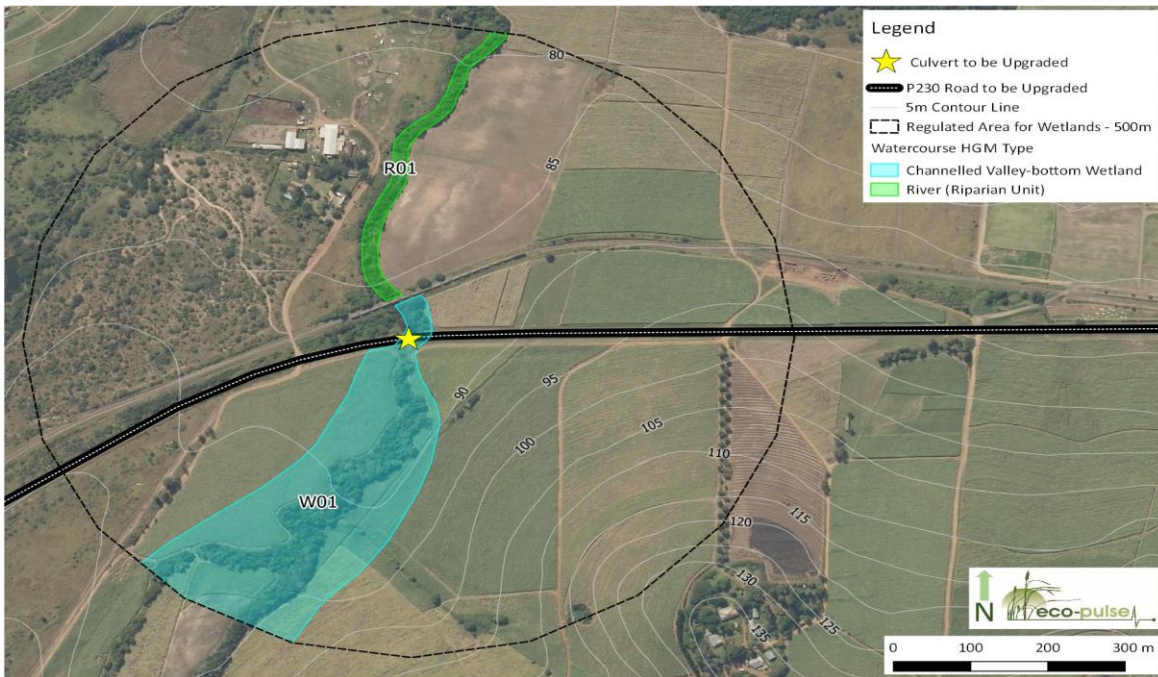 Legend
Culvert to be Upgraded
P230 Road to be Upgraded
5m Contour Line
Regulated Area for Wetlands - 500m
Watercourse HGM Type
Channelled Valley-bottom Wetland
River (Riparian Unit)
80
R01
85
90
95
100
105
110
115
120
W01
130
125
135
N
eco-pulse
0 100 200 300 m